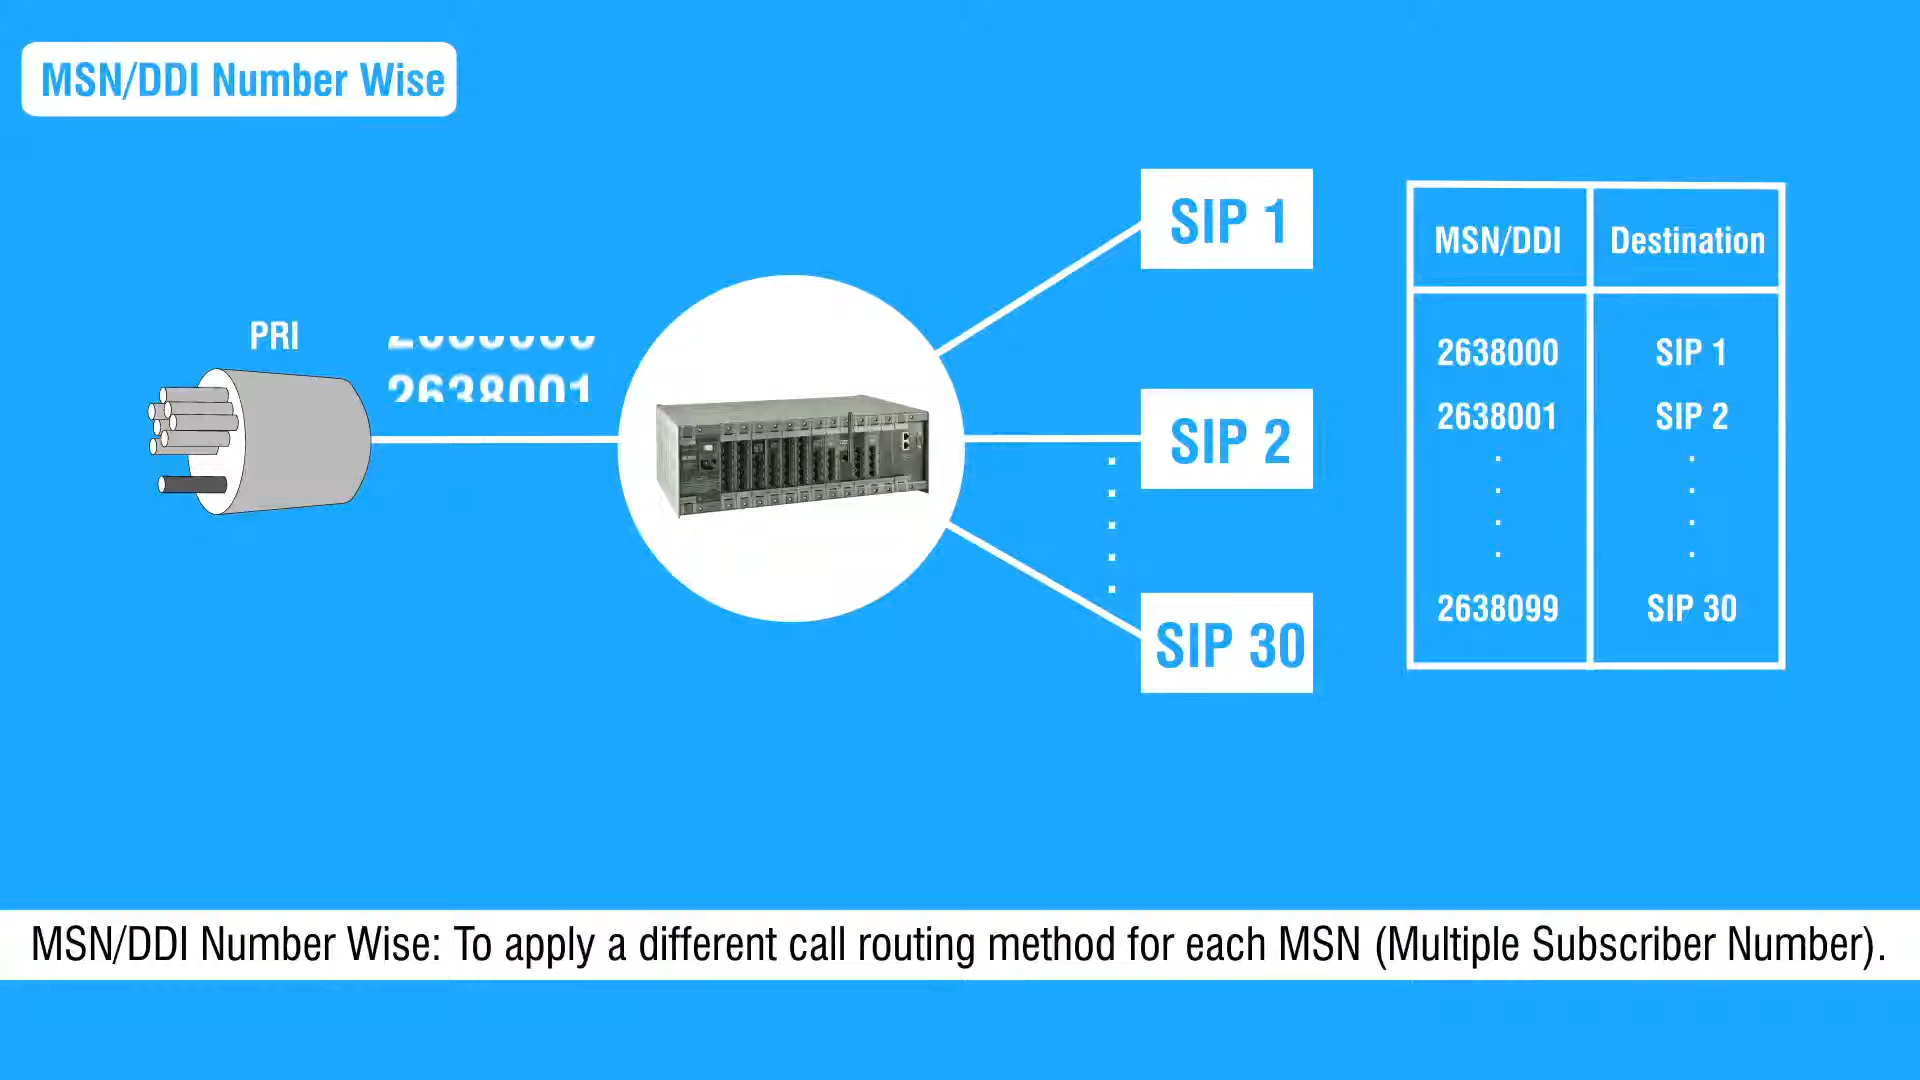 MSN/DDI Number Wise
PRI
2638001
SIP 1
SIP 2
SIP 30
MSN/DDI Destination
2638000 SIP 1
2638001 SIP 2
2638099 SIP 30
MSN/DDI Number Wise: To apply a different call routing method for each MSN (Multiple Subscriber Number).